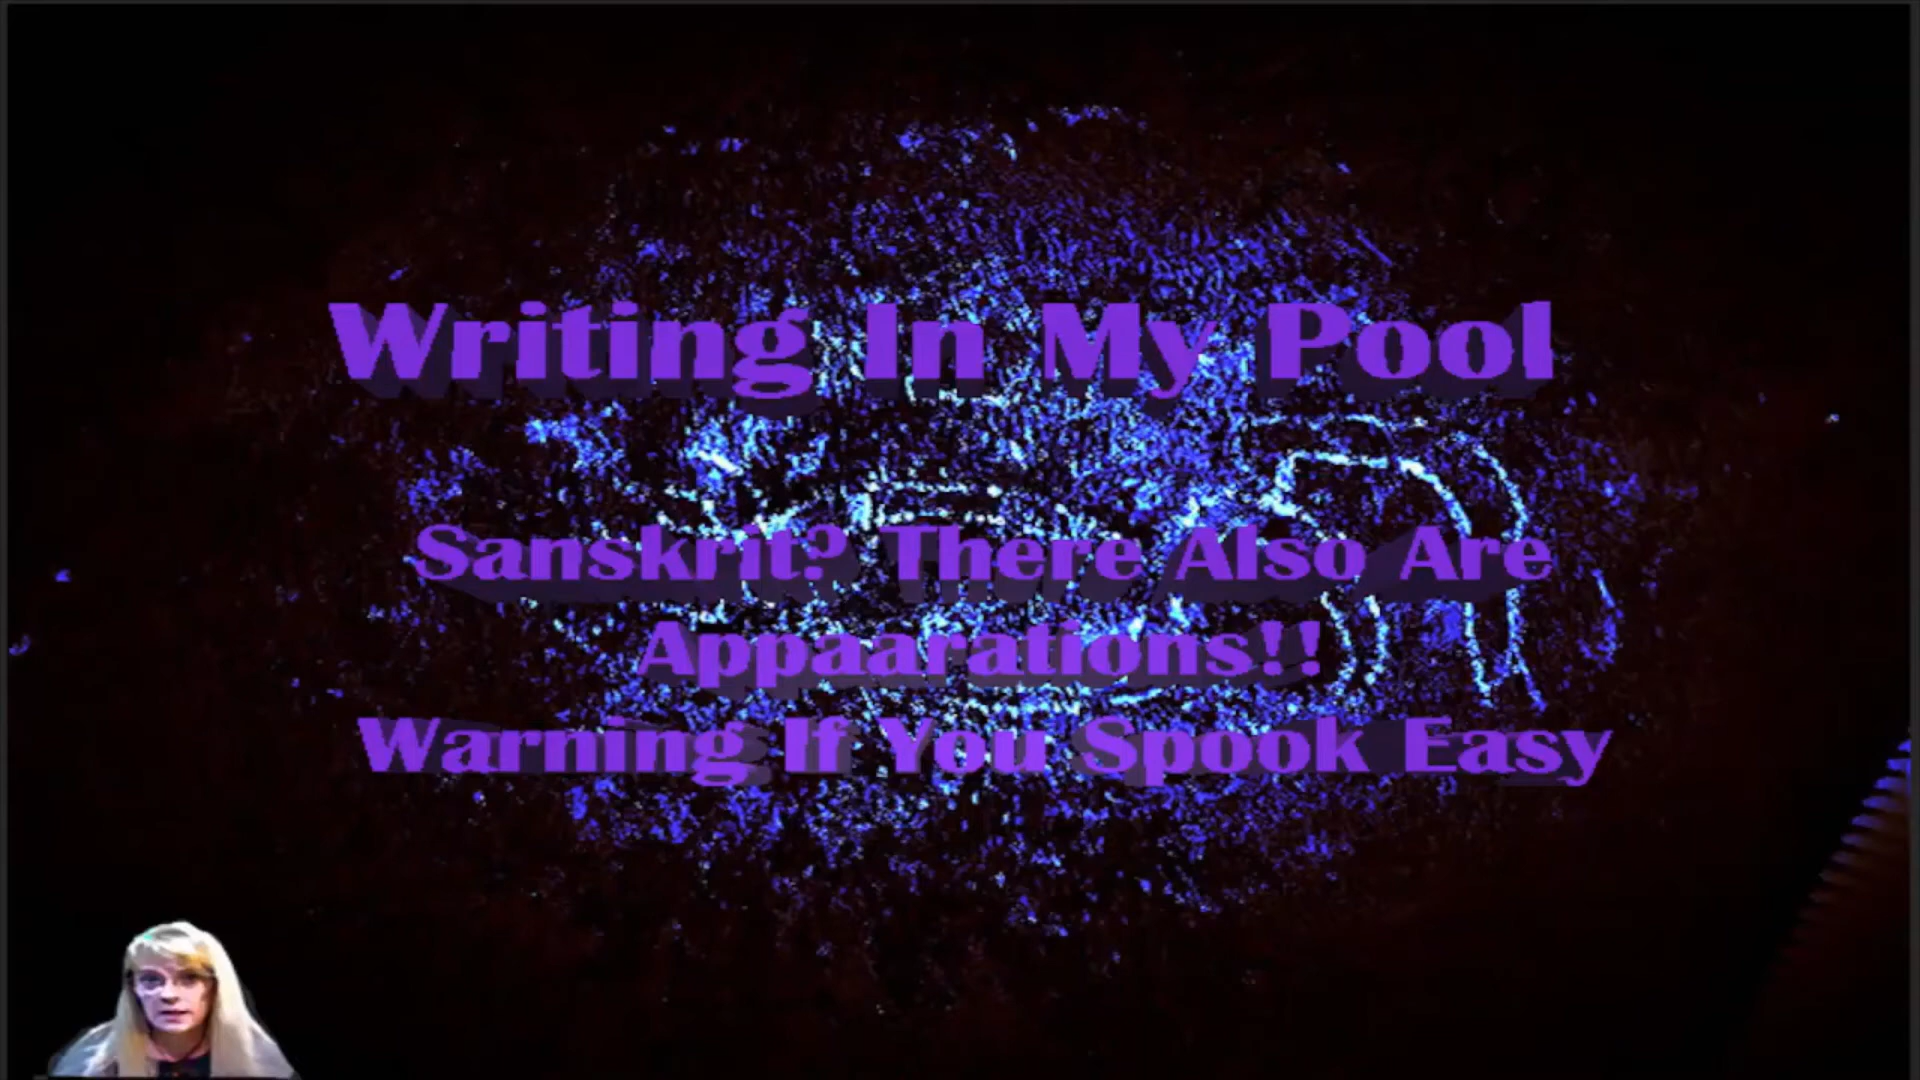 Writing In My Pool
Sanskrit? There Also Are
Appaarations!!
Warning If You Spook Easy